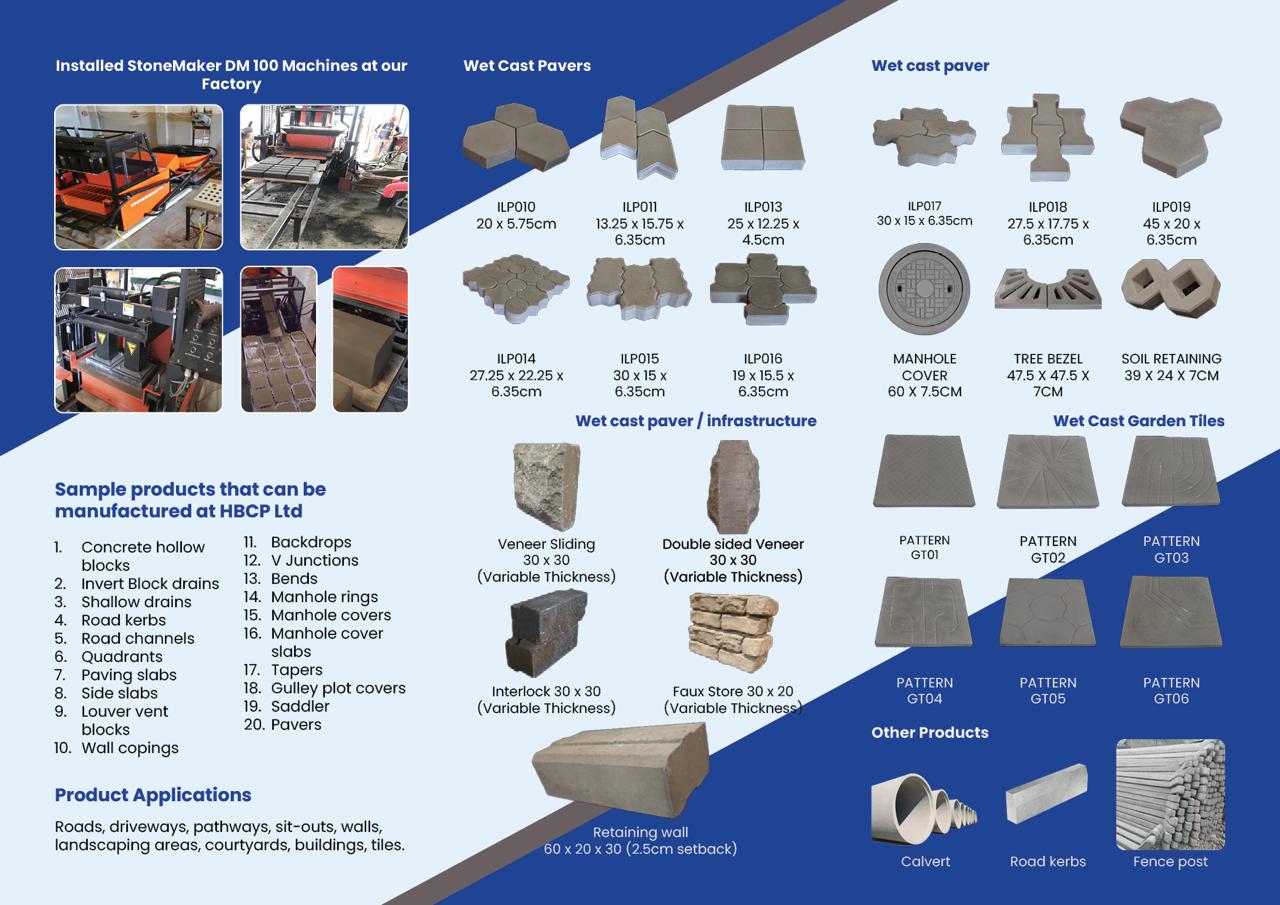 Installed StoneMaker DM 100 Machines at our
Factory
Sample products that can be
manufactured at HBCP Ltd
1. Concrete hollow
blocks
2. Invert Block drains
3. Shallow drains
4. Road kerbs
5. Road channels
6. Quadrants
7. Paving slabs
8. Side slabs
9. Louver vent
blocks
10. Wall copings
11. Backdrops
12. V Junctions
13. Bends
14. Manhole rings
15. Manhole covers
16. Manhole cover
slabs
17. Tapers
18. Gulley plot covers
19. Saddler
20. Pavers
Product Applications
Roads, driveways, pathways, sit-outs, walls,
landscaping areas, courtyards, buildings, tiles.
Wet Cast Pavers
ILP010
20 x 5.75cm
ILP011
13.25 x 15.75 x
6.35cm
ILP013
25 x 12.25 x
4.5cm
ILP014
27.25 x 22.25 x
6.35cm
ILP015
30 x 15 x
6.35cm
ILP016
19 x 15.5 x
6.35cm
Wet cast paver / infrastructure
Veneer Sliding
30 x 30
(Variable Thickness)
Double sided Veneer
30 x 30
(Variable Thickness)
Interlock 30 x 30
(Variable Thickness)
Faux Store 30 x 20
(Variable Thickness)
Retaining wall
60 x 20 x 30 (2.5cm setback)
Wet cast paver
ILP017
30 x 15 x 6.35cm
ILP018
27.5 x 17.75 x
6.35cm
ILP019
45 x 20 x
6.35cm
MANHOLE
COVER
60 X 7.5CM
TREE BEZEL
47.5 X 47.5 X
7CM
SOIL RETAINING
39 X 24 X 7CM
Wet Cast Garden Tiles
PATTERN
GT01
PATTERN
GT02
PATTERN
GT03
PATTERN
GT04
PATTERN
GT05
PATTERN
GT06
Other Products
Calvert
Road kerbs
Fence post